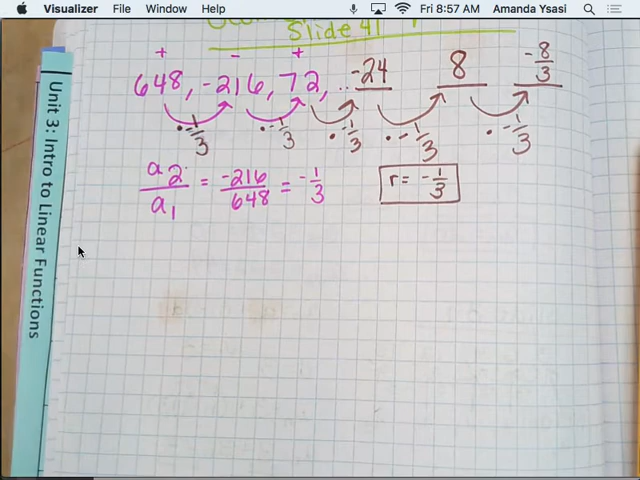 Visualizer File Window Help Fri 8:57 AM Amanda Ysasi
Slide 41
+ - +
648, -216, 72, ... -24 8 -8/3
· -1/3 · -1/3 · -1/3 · -1/3 · -1/3
a2/a1 = -216/648 = -1/3
r = -1/3
Unit 3: Intro to Linear Functions